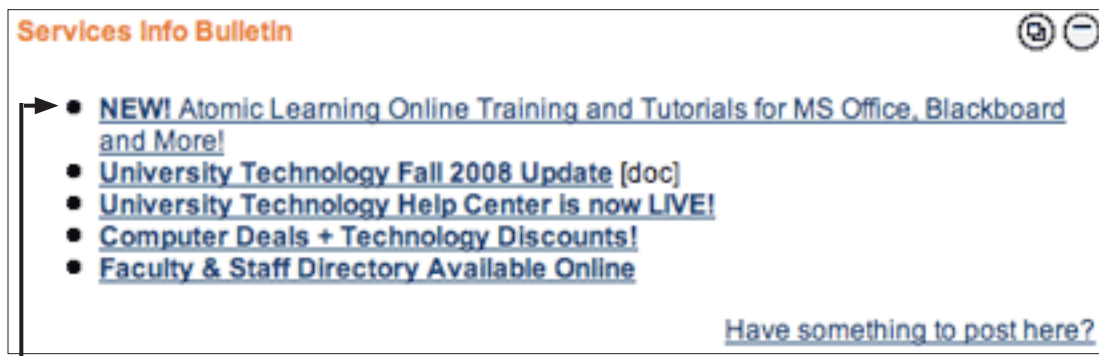 Services Info Bulletin
• NEW! Atomic Learning Online Training and Tutorials for MS Office, Blackboard
and More!
• University Technology Fall 2008 Update [doc]
• University Technology Help Center is now LIVE!
• Computer Deals + Technology Discounts!
• Faculty & Staff Directory Available Online
Have something to post here?